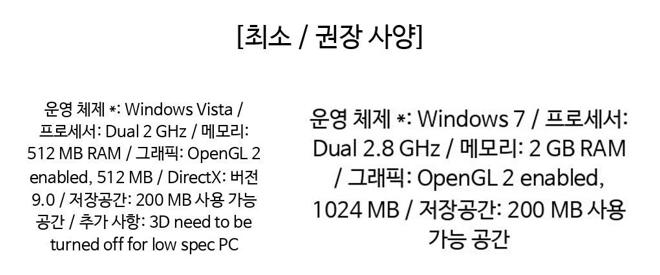 [최소 / 권장 사양]
운영 체제 *: Windows Vista /
프로세서: Dual 2 GHz / 메모리:
512 MB RAM / 그래픽: OpenGL 2
enabled, 512 MB / DirectX: 버전
9.0 / 저장공간: 200 MB 사용 가능
공간 / 추가 사항: 3D need to be
turned off for low spec PC
운영 체제 *: Windows 7 / 프로세서:
Dual 2.8 GHz / 메모리: 2 GB RAM
/ 그래픽: OpenGL 2 enabled,
1024 MB / 저장공간: 200 MB 사용
가능 공간